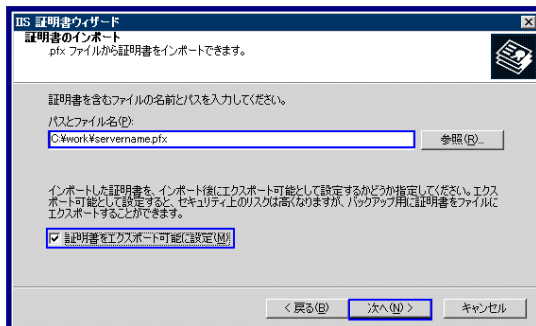 IIS 証明書ウィザード
証明書のインポート
.pfx ファイルから証明書をインポートできます。
証明書を含むファイルの名前とパスを入力してください。
パスとファイル名(P):
C:¥work¥servername.pfx
参照(R)...
インポートした証明書を、インポート後にエクスポート可能として設定するかどうか指定してください。エクス
ポート可能として設定すると、セキュリティ上のリスクは高くなりますが、バックアップ用に証明書をファイルに
エクスポートすることができます。
証明書をエクスポート可能に設定(M)
< 戻る(B)
次へ(N) >
キャンセル